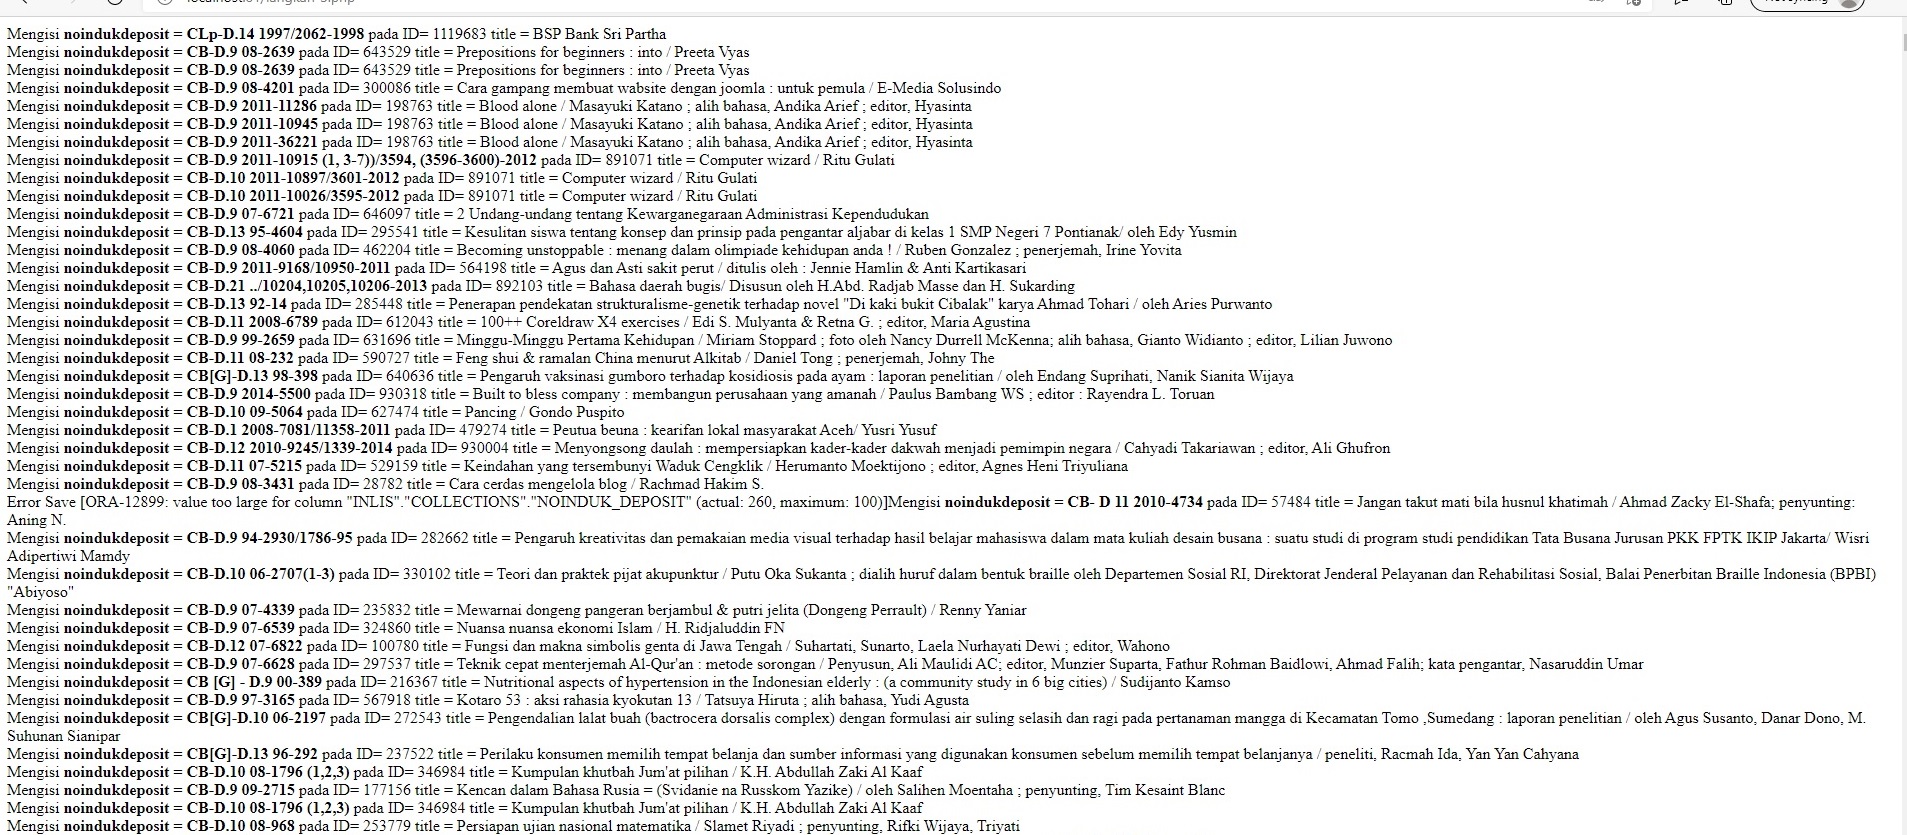 Mengisi noindukdeposit = CLp-D.14 1997/2062-1998 pada ID= 1119683 title = BSP Bank Sri Partha
Mengisi noindukdeposit = CB-D.9 08-2639 pada ID= 643529 title = Prepositions for beginners : into / Preeta Vyas
Mengisi noindukdeposit = CB-D.9 08-2639 pada ID= 643529 title = Prepositions for beginners : into / Preeta Vyas
Mengisi noindukdeposit = CB-D.9 08-4201 pada ID= 300086 title = Cara gampang membuat wabsite dengan joomla : untuk pemula / E-Media Solusindo
Mengisi noindukdeposit = CB-D.9 2011-11286 pada ID= 198763 title = Blood alone / Masayuki Katano ; alih bahasa, Andika Arief ; editor, Hyasinta
Mengisi noindukdeposit = CB-D.9 2011-10945 pada ID= 198763 title = Blood alone / Masayuki Katano ; alih bahasa, Andika Arief ; editor, Hyasinta
Mengisi noindukdeposit = CB-D.9 2011-36221 pada ID= 198763 title = Blood alone / Masayuki Katano ; alih bahasa, Andika Arief ; editor, Hyasinta
Mengisi noindukdeposit = CB-D.9 2011-10915 (1, 3-7))/3594, (3596-3600)-2012 pada ID= 891071 title = Computer wizard / Ritu Gulati
Mengisi noindukdeposit = CB-D.10 2011-10897/3601-2012 pada ID= 891071 title = Computer wizard / Ritu Gulati
Mengisi noindukdeposit = CB-D.10 2011-10026/3595-2012 pada ID= 891071 title = Computer wizard / Ritu Gulati
Mengisi noindukdeposit = CB-D.9 07-6721 pada ID= 646097 title = 2 Undang-undang tentang Kewarganegaraan Administrasi Kependudukan
Mengisi noindukdeposit = CB-D.13 95-4604 pada ID= 295541 title = Kesulitan siswa tentang konsep dan prinsip pada pengantar aljabar di kelas 1 SMP Negeri 7 Pontianak/ oleh Edy Yusmin
Mengisi noindukdeposit = CB-D.9 08-4060 pada ID= 462204 title = Becoming unstoppable : menang dalam olimpiade kehidupan anda ! / Ruben Gonzalez ; penerjemah, Irine Yovita
Mengisi noindukdeposit = CB-D.9 2011-9168/10950-2011 pada ID= 564198 title = Agus dan Asti sakit perut / ditulis oleh : Jennie Hamlin & Anti Kartikasari
Mengisi noindukdeposit = CB-D.21 ../10204,10205,10206-2013 pada ID= 892103 title = Bahasa daerah bugis/ Disusun oleh H.Abd. Radjab Masse dan H. Sukarding
Mengisi noindukdeposit = CB-D.13 92-14 pada ID= 285448 title = Penerapan pendekatan strukturalisme-genetik terhadap novel "Di kaki bukit Cibalak" karya Ahmad Tohari / oleh Aries Purwanto
Mengisi noindukdeposit = CB-D.11 2008-6789 pada ID= 612043 title = 100++ Coreldraw X4 exercises / Edi S. Mulyanta & Retna G. ; editor, Maria Agustina
Mengisi noindukdeposit = CB-D.9 99-2659 pada ID= 631696 title = Minggu-Minggu Pertama Kehidupan / Miriam Stoppard ; foto oleh Nancy Durrell McKenna; alih bahasa, Gianto Widianto ; editor, Lilian Juwono
Mengisi noindukdeposit = CB-D.11 08-232 pada ID= 590727 title = Feng shui & ramalan China menurut Alkitab / Daniel Tong ; penerjemah, Johny The
Mengisi noindukdeposit = CB[G]-D.13 98-398 pada ID= 640636 title = Pengaruh vaksinasi gumboro terhadap kosidiosis pada ayam : laporan penelitian / oleh Endang Suprihati, Nanik Sianita Wijaya
Mengisi noindukdeposit = CB-D.9 2014-5500 pada ID= 930318 title = Built to bless company : membangun perusahaan yang amanah / Paulus Bambang WS ; editor : Rayendra L. Toruan
Mengisi noindukdeposit = CB-D.10 09-5064 pada ID= 627474 title = Pancing / Gondo Puspito
Mengisi noindukdeposit = CB-D.1 2008-7081/11358-2011 pada ID= 479274 title = Peutua beuna : kearifan lokal masyarakat Aceh/ Yusri Yusuf
Mengisi noindukdeposit = CB-D.12 2010-9245/1339-2014 pada ID= 930004 title = Menyongsong daulah : mempersiapkan kader-kader dakwah menjadi pemimpin negara / Cahyadi Takariawan ; editor, Ali Ghufron
Mengisi noindukdeposit = CB-D.11 07-5215 pada ID= 529159 title = Keindahan yang tersembunyi Waduk Cengklik / Herumanto Moektijono ; editor, Agnes Heni Triyuliana
Mengisi noindukdeposit = CB-D.9 08-3431 pada ID= 28782 title = Cara cerdas mengelola blog / Rachmad Hakim S.
Error Save [ORA-12899: value too large for column "INLIS"."COLLECTIONS"."NOINDUK_DEPOSIT" (actual: 260, maximum: 100)]Mengisi noindukdeposit = CB- D 11 2010-4734 pada ID= 57484 title = Jangan takut mati bila husnul khatimah / Ahmad Zacky El-Shafa; penyunting:
Aning N.
Mengisi noindukdeposit = CB-D.9 94-2930/1786-95 pada ID= 282662 title = Pengaruh kreativitas dan pemakaian media visual terhadap hasil belajar mahasiswa dalam mata kuliah desain busana : suatu studi di program studi pendidikan Tata Busana Jurusan PKK FPTK IKIP Jakarta/ Wisri
Adipertiwi Mamdy
Mengisi noindukdeposit = CB-D.10 06-2707(1-3) pada ID= 330102 title = Teori dan praktek pijat akupunktur / Putu Oka Sukanta ; dialih huruf dalam bentuk braille oleh Departemen Sosial RI, Direktorat Jenderal Pelayanan dan Rehabilitasi Sosial, Balai Penerbitan Braille Indonesia (BPBI)
"Abiyoso"
Mengisi noindukdeposit = CB-D.9 07-4339 pada ID= 235832 title = Mewarnai dongeng pangeran berjambul & putri jelita (Dongeng Perrault) / Renny Yaniar
Mengisi noindukdeposit = CB-D.9 07-6539 pada ID= 324860 title = Nuansa nuansa ekonomi Islam / H. Ridjaluddin FN
Mengisi noindukdeposit = CB-D.12 07-6822 pada ID= 100780 title = Fungsi dan makna simbolis genta di Jawa Tengah / Suhartati, Sunarto, Laela Nurhayati Dewi ; editor, Wahono
Mengisi noindukdeposit = CB-D.9 07-6628 pada ID= 297537 title = Teknik cepat menterjemah Al-Qur'an : metode sorongan / Penyusun, Ali Maulidi AC; editor, Munzier Suparta, Fathur Rohman Baidlowi, Ahmad Falih; kata pengantar, Nasaruddin Umar
Mengisi noindukdeposit = CB [G] - D.9 00-389 pada ID= 216367 title = Nutritional aspects of hypertension in the Indonesian elderly : (a community study in 6 big cities) / Sudijanto Kamso
Mengisi noindukdeposit = CB-D.9 97-3165 pada ID= 567918 title = Kotaro 53 : aksi rahasia kyokutan 13 / Tatsuya Hiruta ; alih bahasa, Yudi Agusta
Mengisi noindukdeposit = CB[G]-D.10 06-2197 pada ID= 272543 title = Pengendalian lalat buah (bactrocera dorsalis complex) dengan formulasi air suling selasih dan ragi pada pertanaman mangga di Kecamatan Tomo ,Sumedang : laporan penelitian / oleh Agus Susanto, Danar Dono, M.
Suhunan Sianipar
Mengisi noindukdeposit = CB[G]-D.13 96-292 pada ID= 237522 title = Perilaku konsumen memilih tempat belanja dan sumber informasi yang digunakan konsumen sebelum memilih tempat belanjanya / peneliti, Racmah Ida, Yan Yan Cahyana
Mengisi noindukdeposit = CB-D.10 08-1796 (1,2,3) pada ID= 346984 title = Kumpulan khutbah Jum'at pilihan / K.H. Abdullah Zaki Al Kaaf
Mengisi noindukdeposit = CB-D.9 09-2715 pada ID= 177156 title = Kencan dalam Bahasa Rusia = (Svidanie na Russkom Yazike) / oleh Salihen Moentaha ; penyunting, Tim Kesaint Blanc
Mengisi noindukdeposit = CB-D.10 08-1796 (1,2,3) pada ID= 346984 title = Kumpulan khutbah Jum'at pilihan / K.H. Abdullah Zaki Al Kaaf
Mengisi noindukdeposit = CB-D.10 08-968 pada ID= 253779 title = Persiapan ujian nasional matematika / Slamet Riyadi ; penyunting, Rifki Wijaya, Triyati